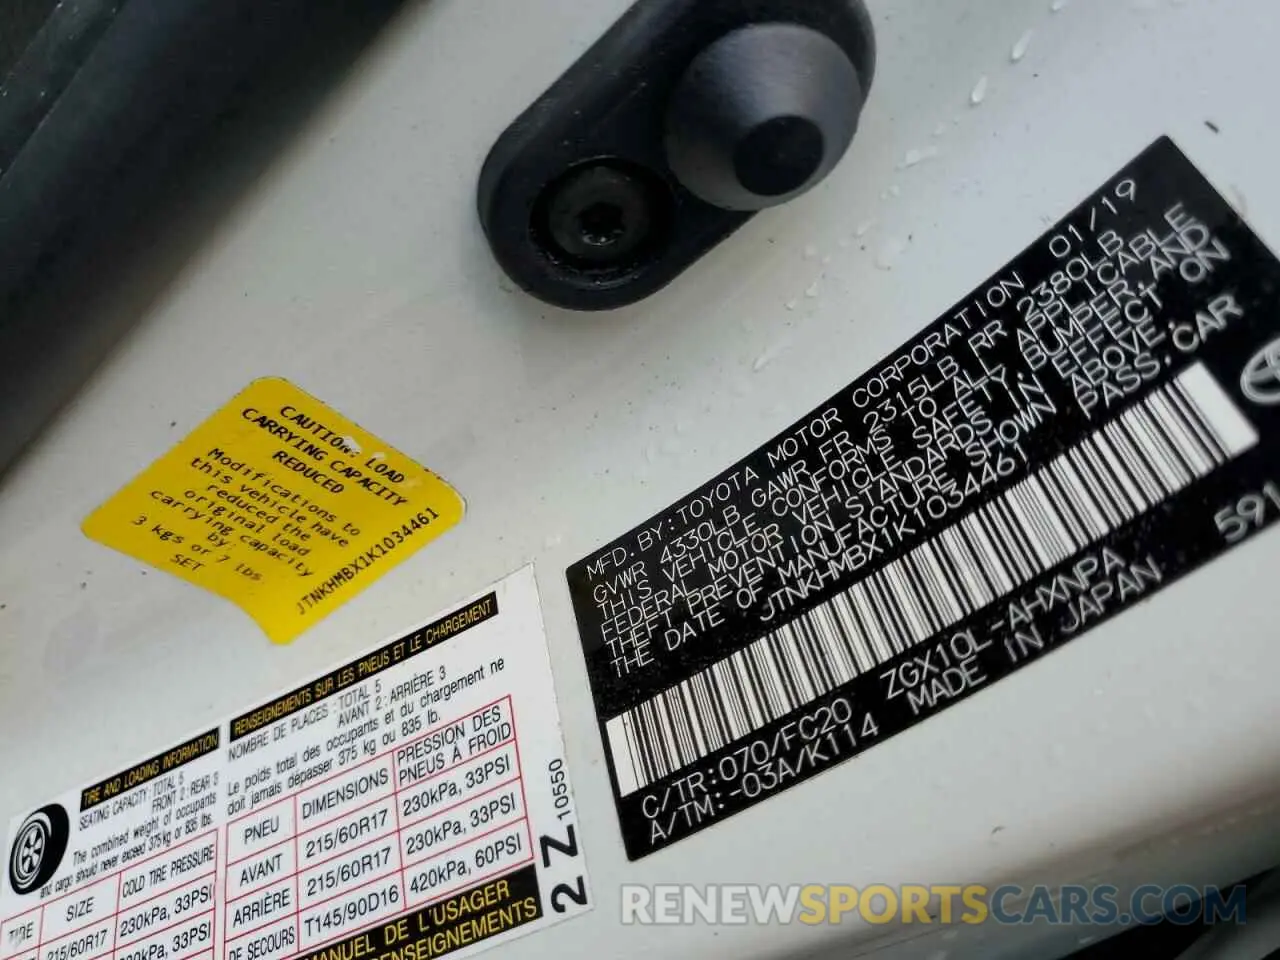 CAUTION: LOAD
CARRYING CAPACITY
REDUCED
Modifications to
this vehicle have
reduced the
original load
carrying capacity
by:
3 kgs or 7 lbs
SET
JTNKHMBX1K1034461
MFD. BY: TOYOTA MOTOR CORPORATION 01/19
GVWR 4330LB GAWR FR 2315LB RR 2380LB
THIS VEHICLE CONFORMS TO ALL APPLICABLE
FEDERAL MOTOR VEHICLE SAFETY, BUMPER, AND
THEFT PREVENTION STANDARDS IN EFFECT ON
THE DATE OF MANUFACTURE SHOWN ABOVE.
JTNKHMBX1K1034461 PASS. CAR
591
C/TR:070/FC20 ZGX10L-AHXNPA
A/TM:-03A/K114 MADE IN JAPAN
TIRE AND LOADING INFORMATION
SEATING CAPACITY: TOTAL 5
FRONT 2: REAR 3
The combined weight of occupants
and cargo should never exceed 375 kg or 835 lbs.
TIRE SIZE COLD TIRE PRESSURE
215/60R17 230kPa, 33PSI
kPa, 33PSI
RENSEIGNEMENTS SUR LES PNEUS ET LE CHARGEMENT
NOMBRE DE PLACES : TOTAL 5
AVANT 2 : ARRIÈRE 3
Le poids total des occupants et du chargement ne
doit jamais dépasser 375 kg ou 835 lb.
PNEU DIMENSIONS PRESSION DES
PNEUS À FROID
AVANT 215/60R17 230kPa, 33PSI
ARRIÈRE 215/60R17 230kPa, 33PSI
DE SECOURS T145/90D16 420kPa, 60PSI
MANUEL DE L'USAGER
RENSEIGNEMENTS
2 Z 10550
RENEWSPORTSCARS.COM